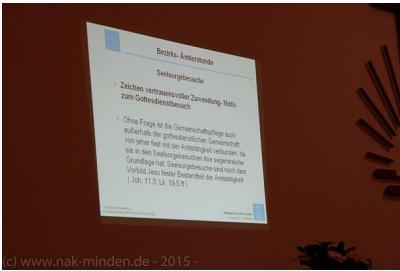 Bezirks- Ämterstunde
Seelsorgebesuche
Zeichen vertrauensvoller Zuwendung- Motiv
zum Gottesdienstbesuch
Ohne Frage ist die Gemeinschaftspflege auch
außerhalb der gottesdienstlichen Gemeinschaft
von jeher fest mit der Amtstätigkeit verbunden, da
sie in den Seelsorgebesuchen ihre segensreiche
Grundlage hat. Seelsorgebesuche sind nach dem
Vorbild Jesu fester Bestandteil der Amtstätigkeit
( Joh. 11,5; Lk. 19,5 ff )
(c) www.nak-minden.de - 2015 -